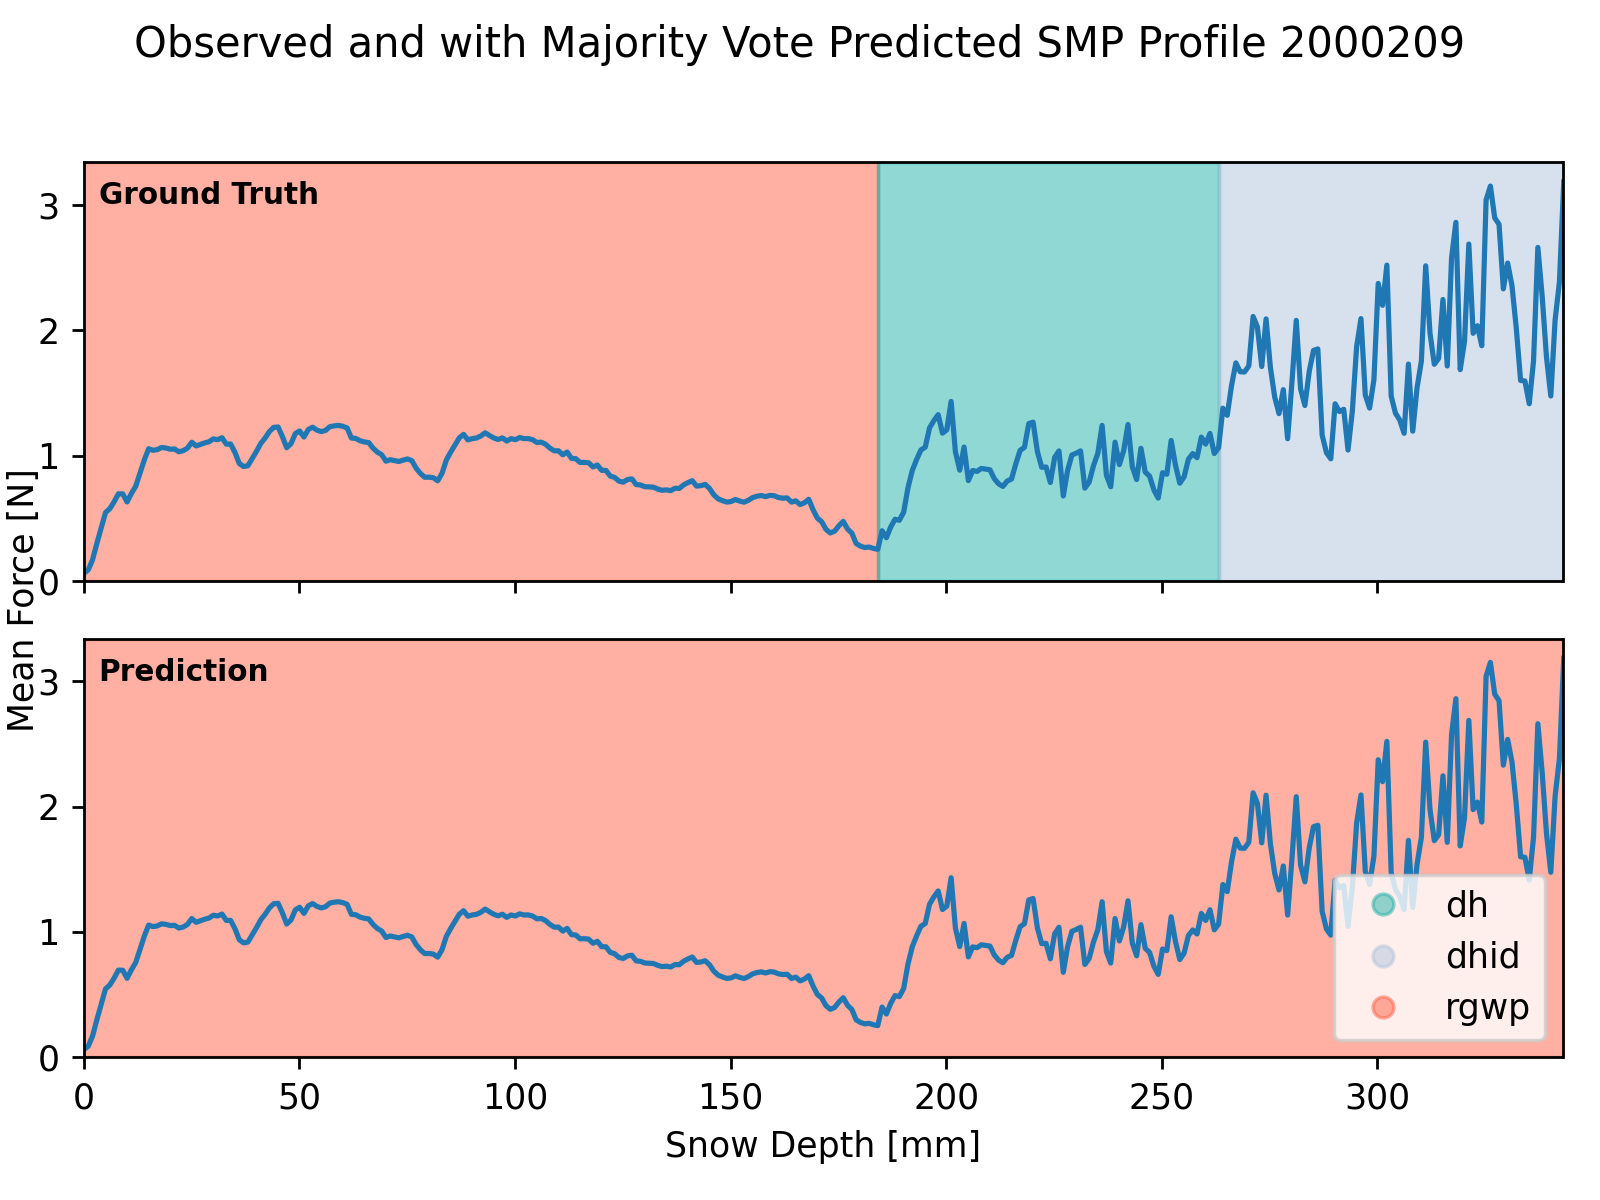 Observed and with Majority Vote Predicted SMP Profile 2000209
Ground Truth
3
2
1
0
Mean Force [N]
Prediction
3
2
1
0
dh
dhid
rgwp
0 50 100 150 200 250 300
Snow Depth [mm]